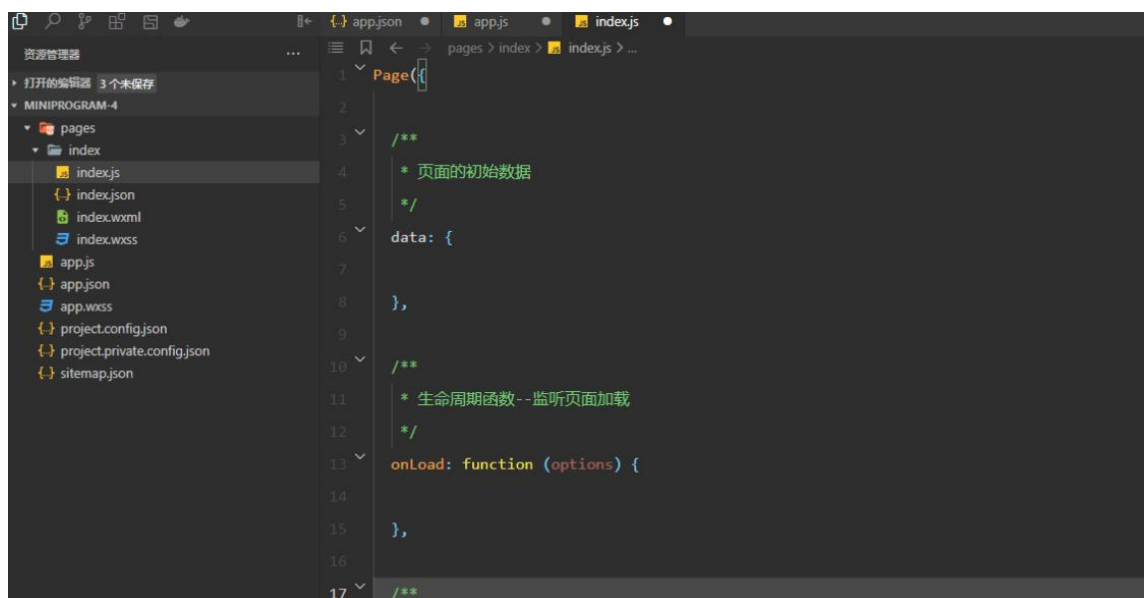 app.json
app.js
index.js
资源管理器
...
pages > index > index.js > ...
打开的编辑器 3 个未保存
MINIPROGRAM-4
pages
index
index.js
index.json
index.wxml
index.wxss
app.js
app.json
app.wxss
project.config.json
project.private.config.json
sitemap.json
1 Page({
2
3 /**
4 * 页面的初始数据
5 */
6 data: {
7
8 },
9
10 /**
11 * 生命周期函数--监听页面加载
12 */
13 onLoad: function (options) {
14
15 },
16
17 /**